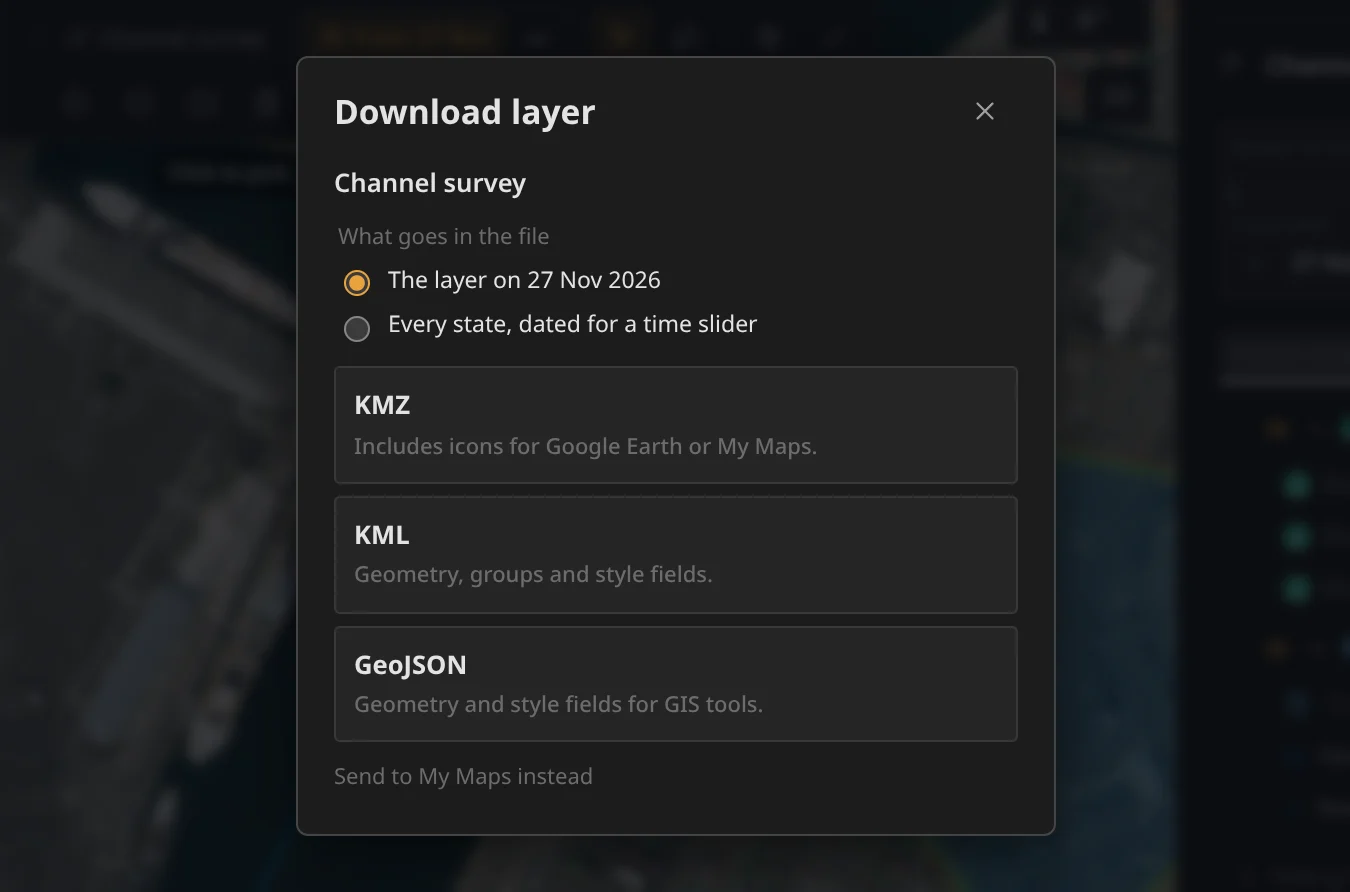 Download layer
Channel survey
What goes in the file
The layer on 27 Nov 2026
Every state, dated for a time slider
KMZ
Includes icons for Google Earth or My Maps.
KML
Geometry, groups and style fields.
GeoJSON
Geometry and style fields for GIS tools.
Send to My Maps instead